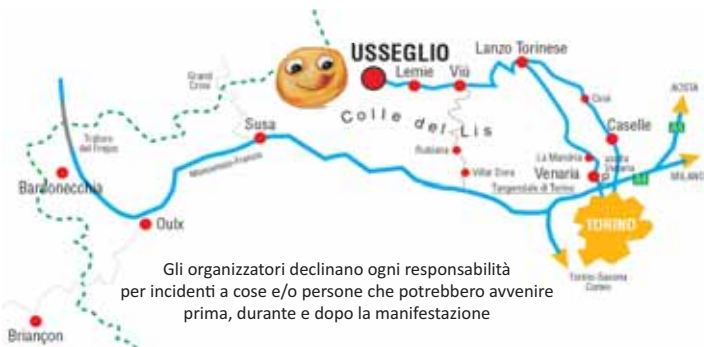 USSEGLIO
Lanzo Torinese
Lemie
Viù
Grand
Croix
AOSTA
Colle del Lis
Ciriè
Caselle
Susa
Traforo
del Frejus
Rubiana
La Mandria
Bardonecchia
Villar Dora
Venaria
MILANO
Tangenziale di Torino
Oulx
TORINO
Gli organizzatori declinano ogni responsabilità
per incidenti a cose e/o persone che potrebbero avvenire
prima, durante e dopo la manifestazione
Torino-Savona
Cuneo
Briançon